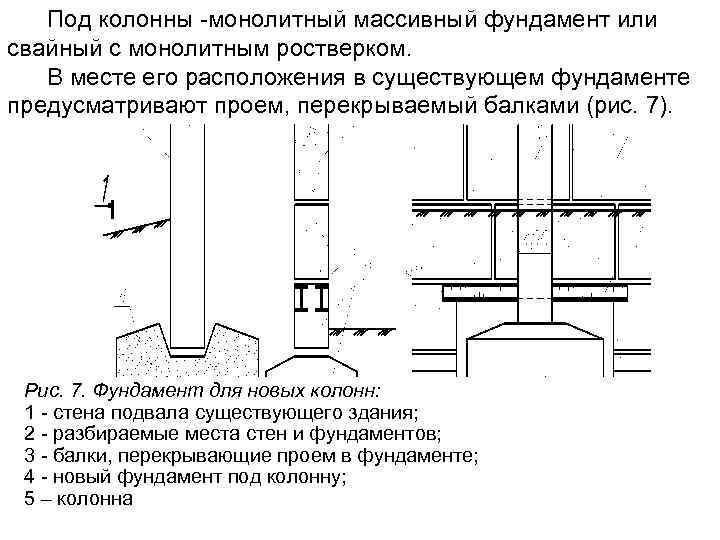 Под колонны -монолитный массивный фундамент или
свайный с монолитным ростверком.
В месте его расположения в существующем фундаменте
предусматривают проем, перекрываемый балками (рис. 7).
1
Рис. 7. Фундамент для новых колонн:
1 - стена подвала существующего здания;
2 - разбираемые места стен и фундаментов;
3 - балки, перекрывающие проем в фундаменте;
4 - новый фундамент под колонну;
5 – колонна